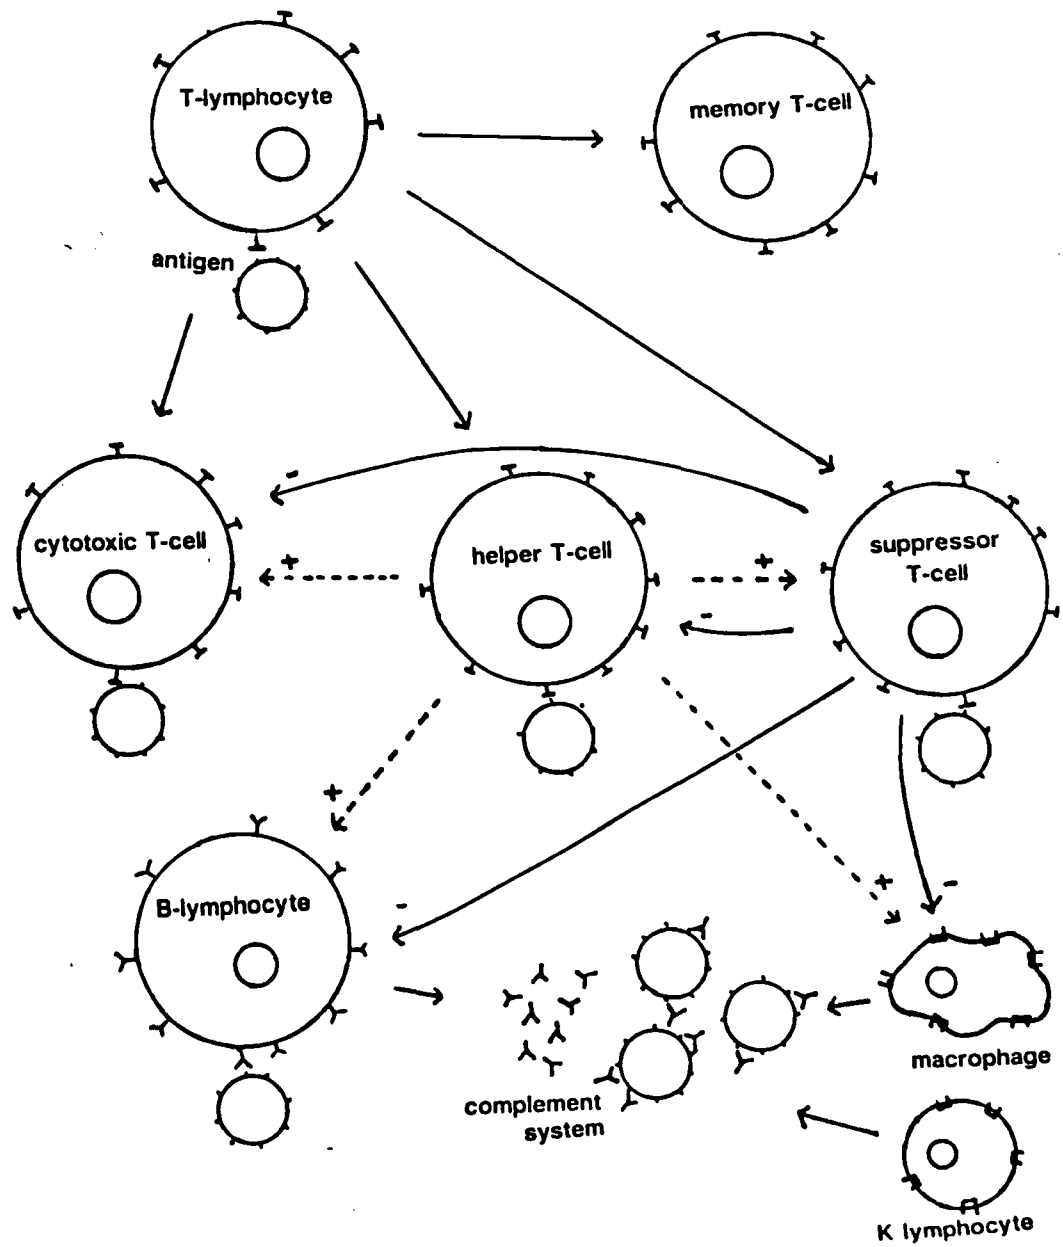 T-lymphocyte
memory T-cell
antigen
-
cytotoxic T-cell
+
helper T-cell
+
-
suppressor
T-cell
+
B-lymphocyte
-
+
-
complement
system
macrophage
K lymphocyte